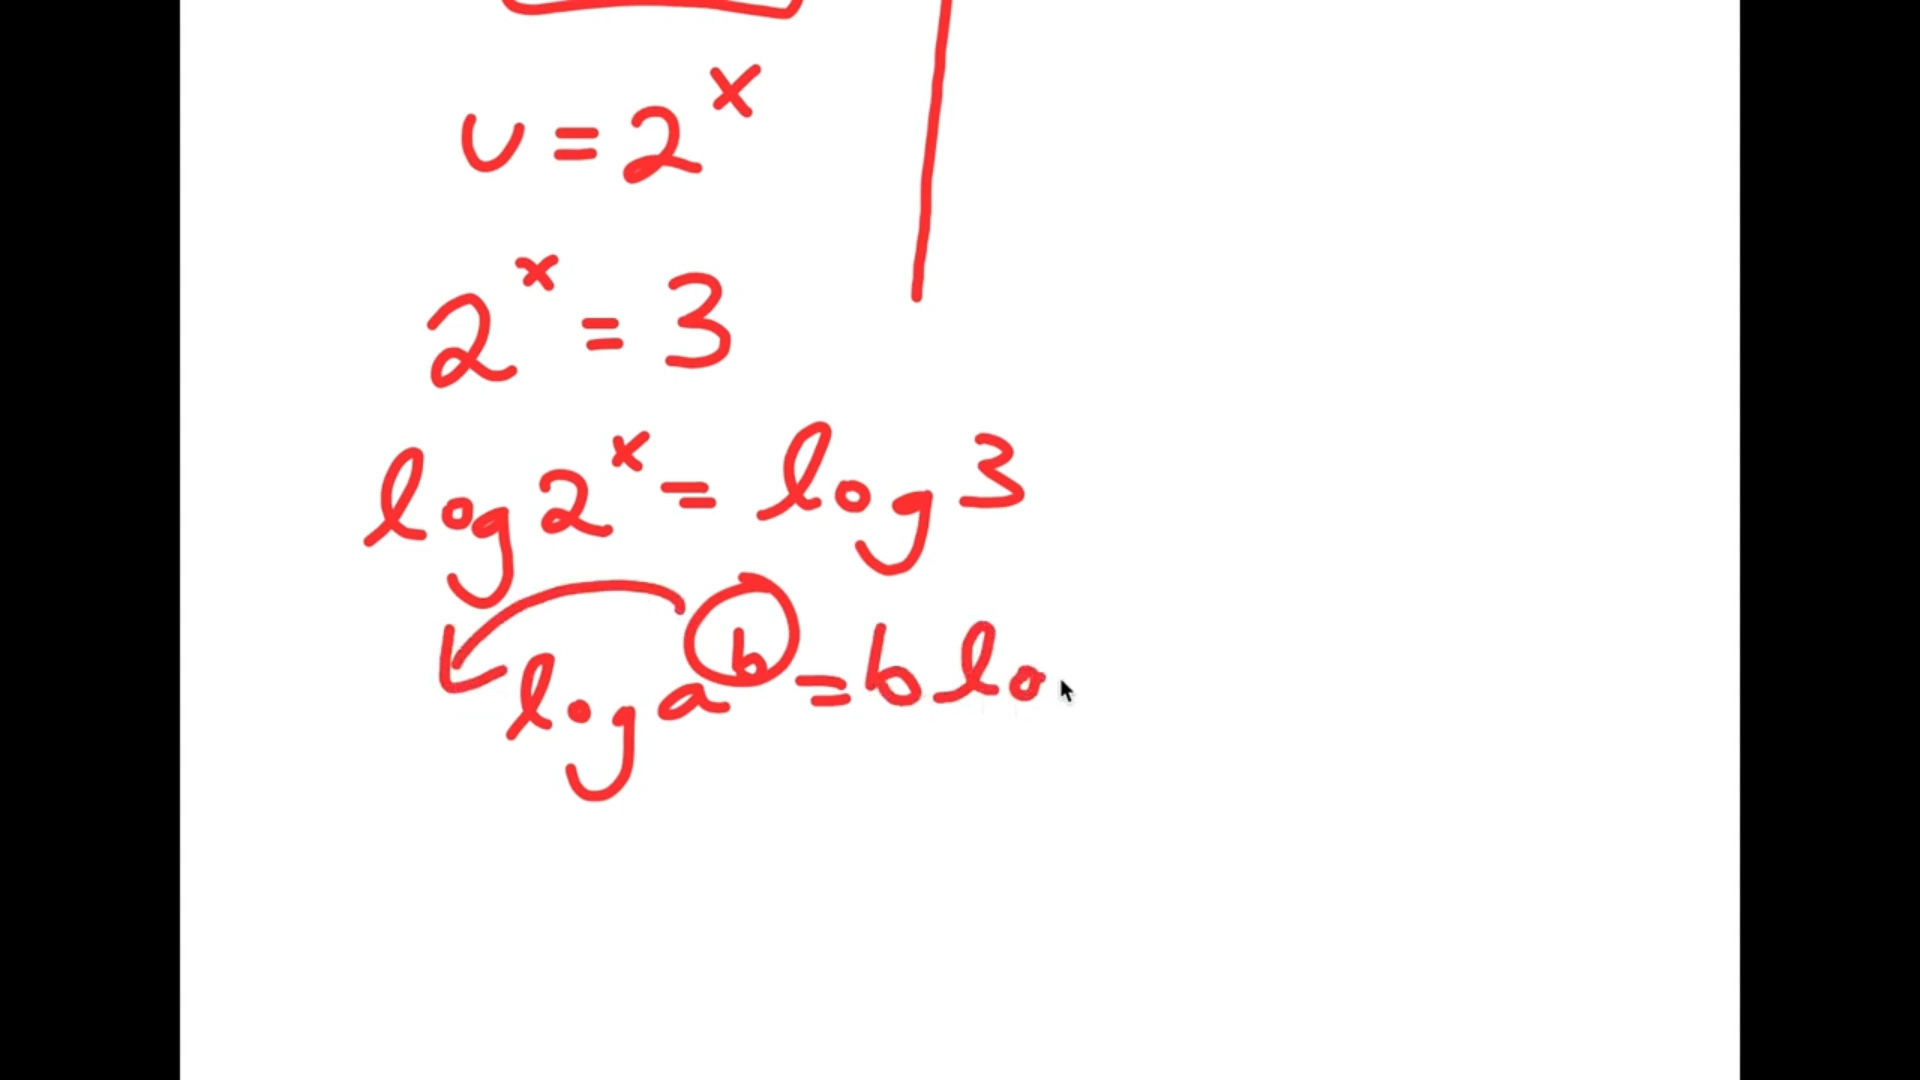 u = 2^x
2^x = 3
log 2^x = log 3
log a^b = b lo